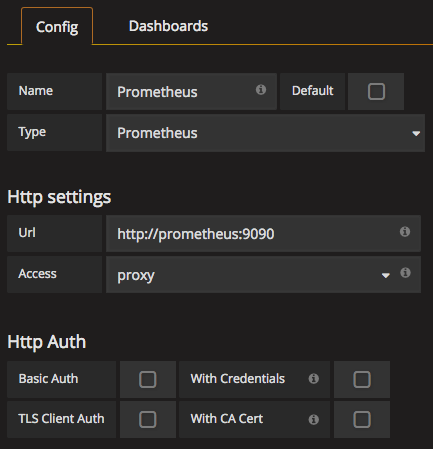 Config Dashboards
Name Prometheus Default
Type Prometheus
Http settings
Url http://prometheus:9090
Access proxy
Http Auth
Basic Auth With Credentials
TLS Client Auth With CA Cert